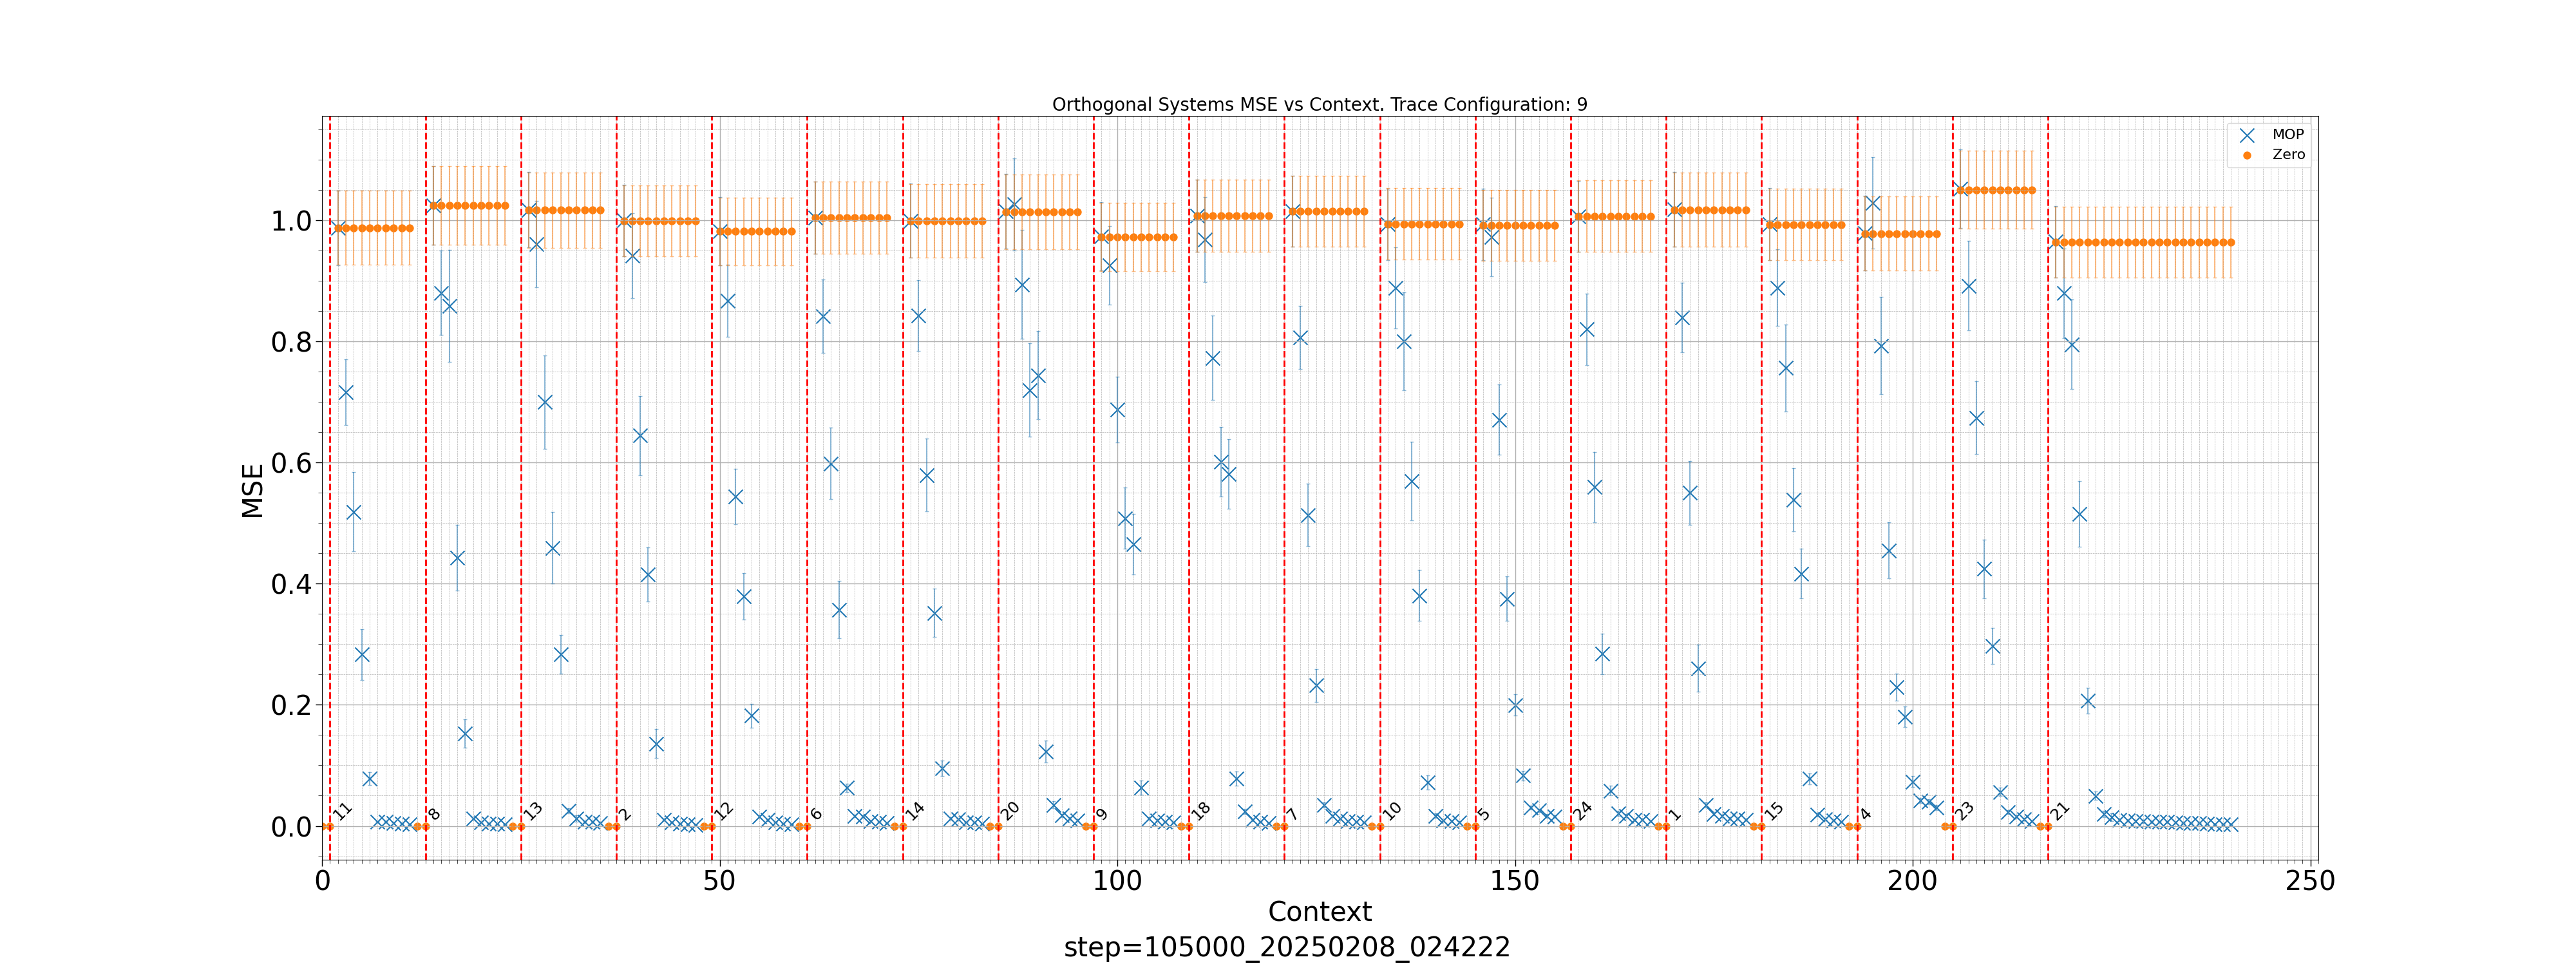 Orthogonal Systems MSE vs Context. Trace Configuration: 9
MOP
Zero
MSE
1.0
0.8
0.6
0.4
0.2
0.0
11 8 13 2 12 6 14 20 9 18 7 10 5 24 1 15 4 23 21
0 50 100 150 200 250
Context
step=105000_20250208_024222